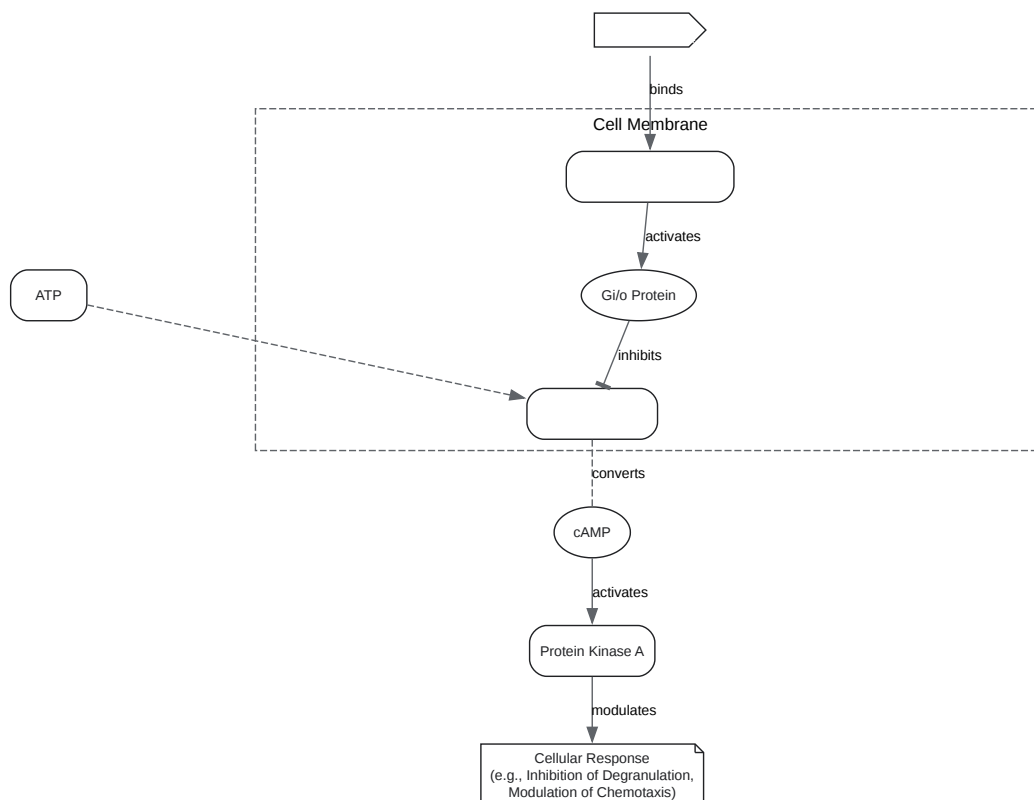 binds
Cell Membrane
activates
ATP
Gi/o Protein
inhibits
converts
cAMP
activates
Protein Kinase A
modulates
Cellular Response
(e.g., Inhibition of Degranulation,
Modulation of Chemotaxis)